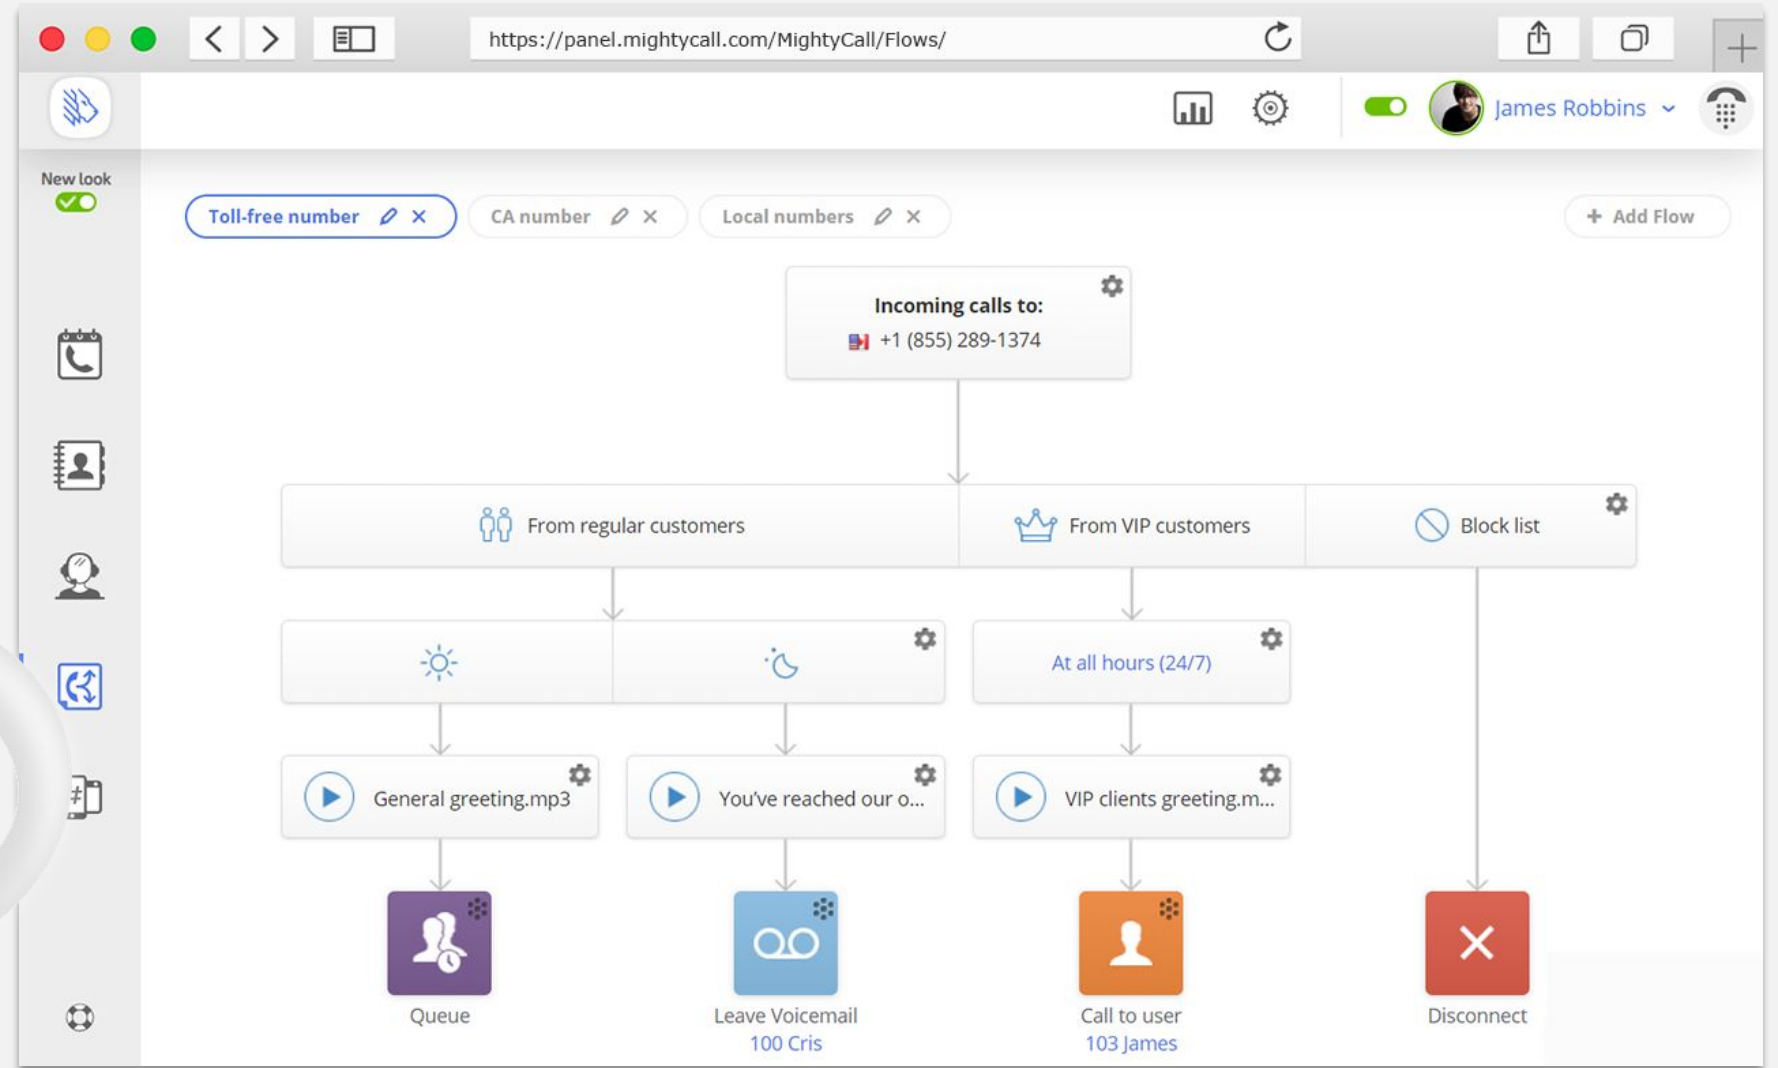 https://panel.mightycall.com/MightyCall/Flows/
James Robbins
New look
Toll-free number
CA number
Local numbers
+ Add Flow
Incoming calls to:
+1 (855) 289-1374
From regular customers
From VIP customers
Block list
At all hours (24/7)
General greeting.mp3
You’ve reached our o...
VIP clients greeting.m...
Queue
Leave Voicemail
100 Cris
Call to user
103 James
Disconnect